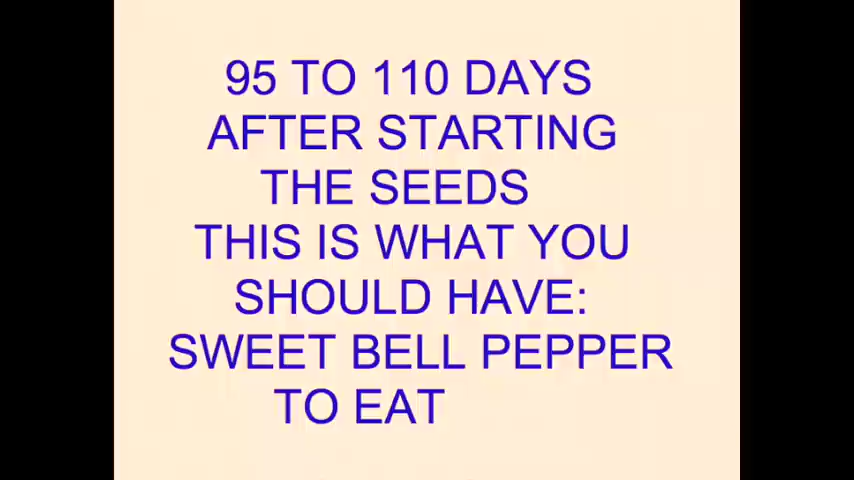 95 TO 110 DAYS
AFTER STARTING
THE SEEDS
THIS IS WHAT YOU
SHOULD HAVE:
SWEET BELL PEPPER
TO EAT